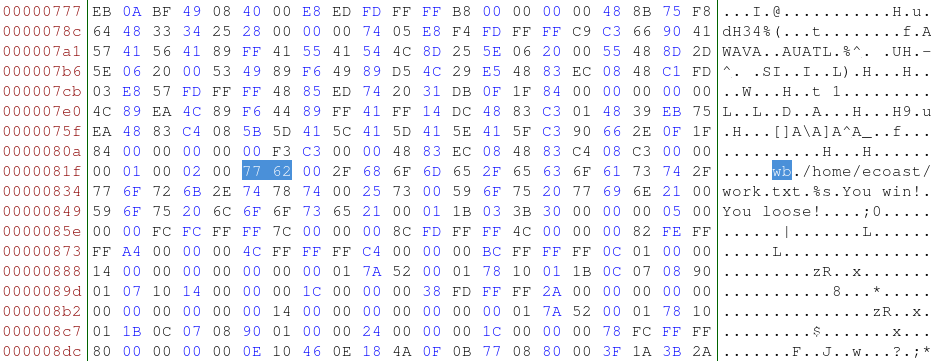 00000777 EB 0A BF 49 08 40 00 E8 ED FD FF FF B8 00 00 00 00 48 8B 75 F8 ...I.@..........H.u.
0000078c 64 48 33 34 25 28 00 00 00 74 05 E8 F4 FD FF FF C9 C3 66 90 41 dH34%(...t........f.A
000007a1 57 41 56 41 89 FF 41 55 41 54 4C 8D 25 5E 06 20 00 55 48 8D 2D WAVA..AUATL.%^. .UH.-
000007b6 5E 06 20 00 53 49 89 F6 49 89 D5 4C 29 E5 48 83 EC 08 48 C1 FD ^. .SI..I..L).H...H..
000007cb 03 E8 57 FD FF FF 48 85 ED 74 20 31 DB 0F 1F 84 00 00 00 00 00 ..W...H..t 1.........
000007e0 4C 89 EA 4C 89 F6 44 89 FF 41 FF 14 DC 48 83 C3 01 48 39 EB 75 L..L..D..A...H...H9.u
0000075f EA 48 83 C4 08 5B 5D 41 5C 41 5D 41 5E 41 5F C3 90 66 2E 0F 1F .H...[]A\A]A^A_..f...
0000080a 84 00 00 00 00 00 F3 C3 00 00 48 83 EC 08 48 83 C4 08 C3 00 00 ..........H...H......
0000081f 00 01 00 02 00 77 62 00 2F 68 6F 6D 65 2F 65 63 6F 61 73 74 2F .....wb./home/ecoast/
00000834 77 6F 72 6B 2E 74 78 74 00 25 73 00 59 6F 75 20 77 69 6E 21 00 work.txt.%s.You win!.
00000849 59 6F 75 20 6C 6F 6F 73 65 21 00 01 1B 03 3B 30 00 00 00 05 00 You loose!....;0.....
0000085e 00 00 FC FC FF FF 7C 00 00 00 8C FD FF FF 4C 00 00 00 82 FE FF ......|.......L......
00000873 FF A4 00 00 00 4C FF FF FF C4 00 00 00 BC FF FF FF 0C 01 00 00 .....L...............
00000888 14 00 00 00 00 00 00 00 01 7A 52 00 01 78 10 01 1B 0C 07 08 90 .........zR..x.......
0000089d 01 07 10 14 00 00 00 1C 00 00 00 38 FD FF FF 2A 00 00 00 00 00 ...........8...*.....
000008b2 00 00 00 00 00 14 00 00 00 00 00 00 00 01 7A 52 00 01 78 10 ..............zR..x.
000008c7 01 1B 0C 07 08 90 01 00 00 24 00 00 00 1C 00 00 00 78 FC FF FF .........$.......x...
000008dc 80 00 00 00 00 0E 10 46 0E 18 4A 0F 0B 77 08 80 00 3F 1A 3B 2A .......F..J..w...?.;*